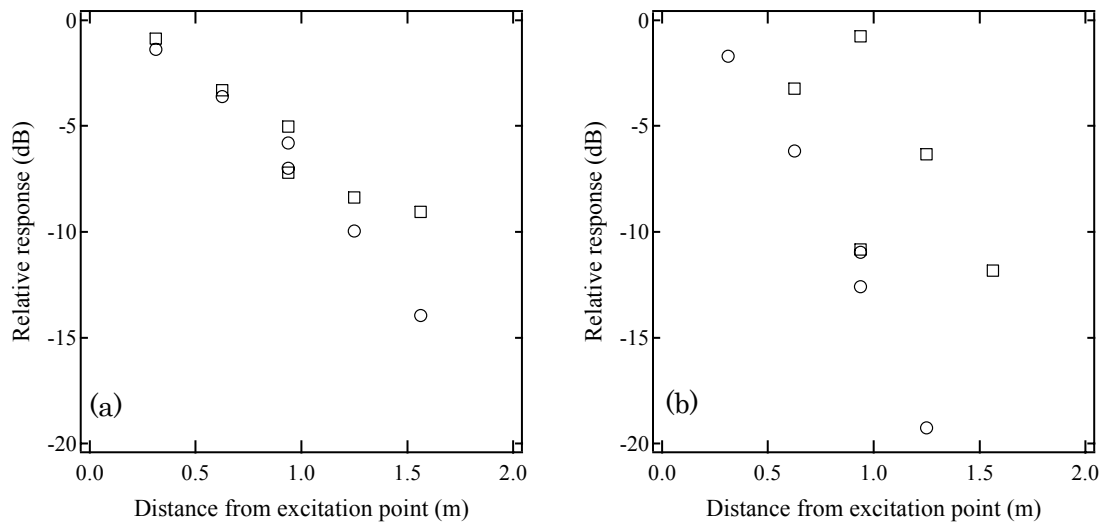 0
-5
-10
-15
-20
Relative response (dB)
(a)
0.0 0.5 1.0 1.5 2.0
Distance from excitation point (m)
0
-5
-10
-15
-20
Relative response (dB)
(b)
0.0 0.5 1.0 1.5 2.0
Distance from excitation point (m)